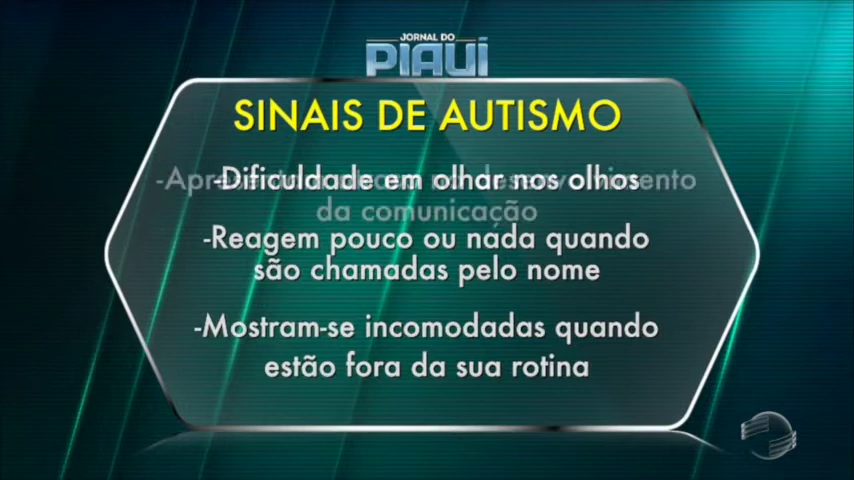 JORNAL DO
PIAUÍ
SINAIS DE AUTISMO
-Dificuldade em olhar nos olhos
da comunicação
-Reagem pouco ou nada quando
são chamadas pelo nome
-Mostram-se incomodadas quando
estão fora da sua rotina